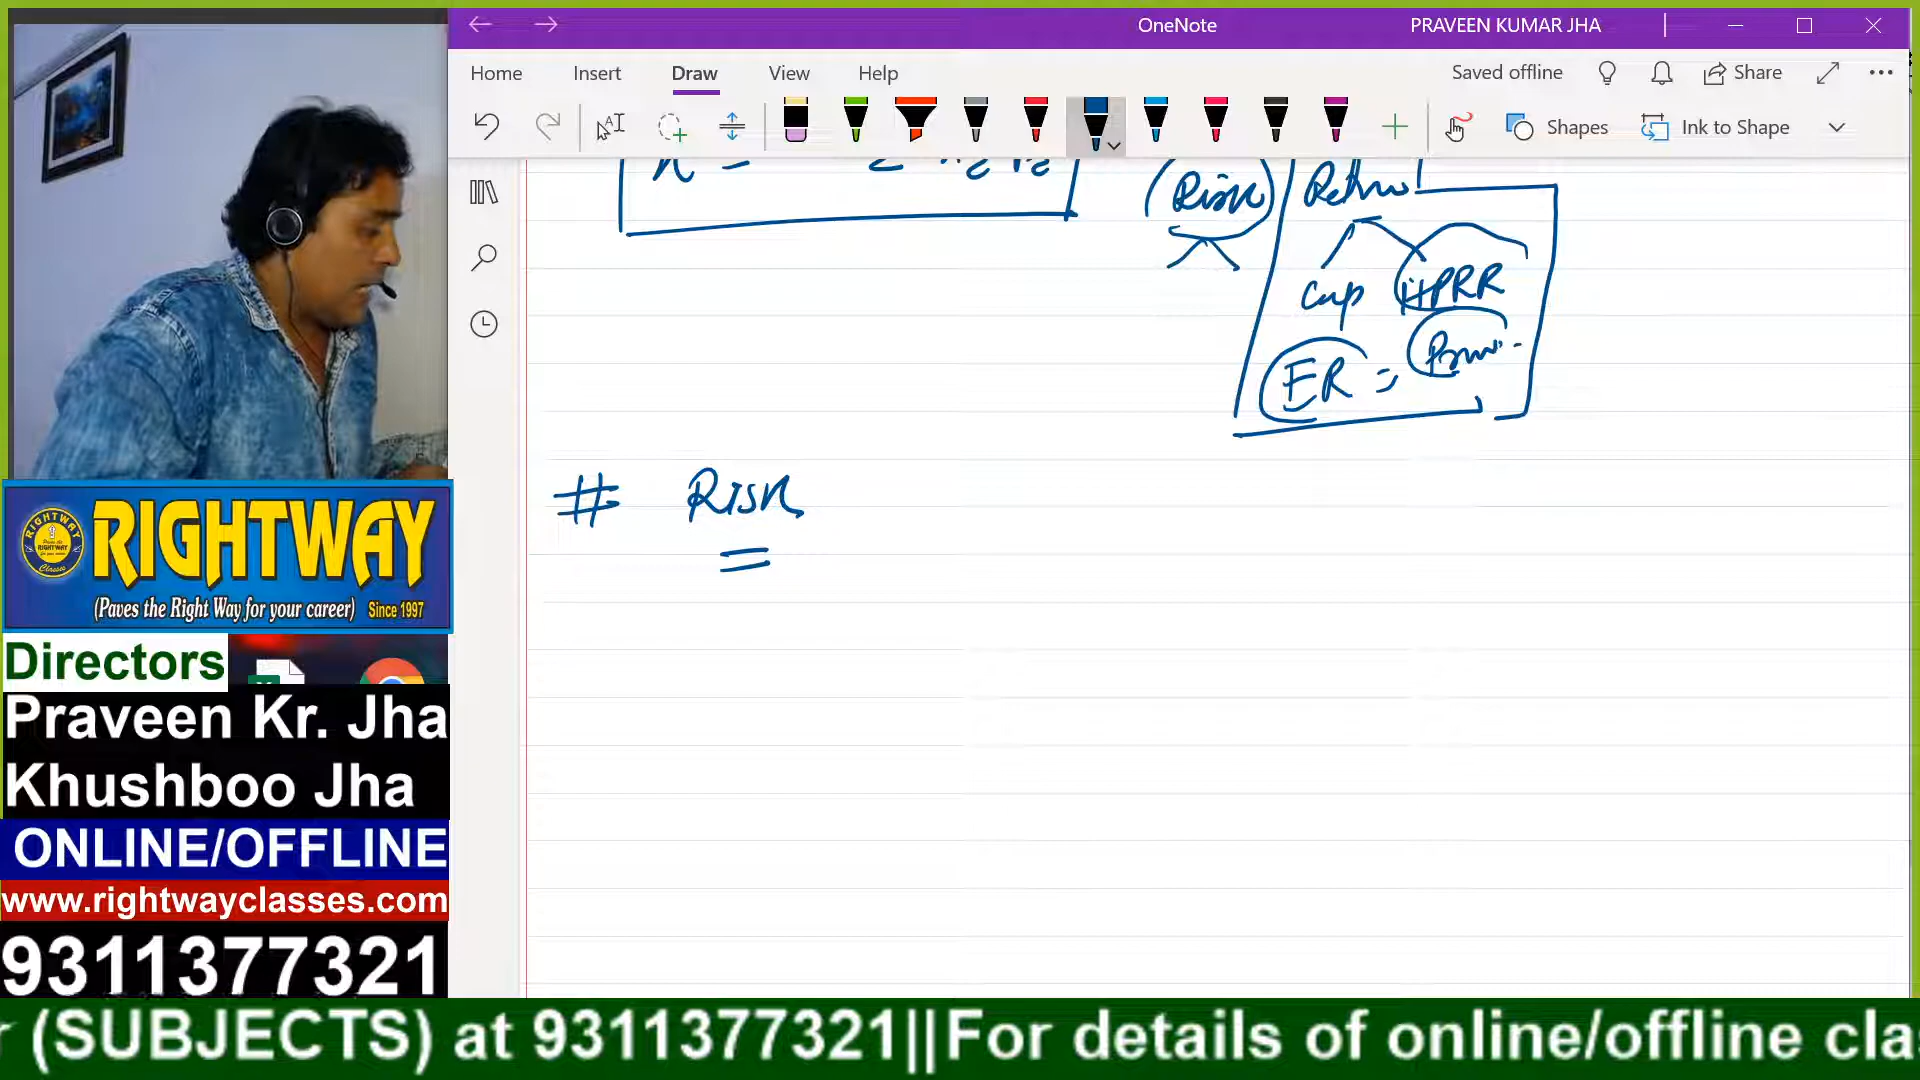 OneNote
PRAVEEN KUMAR JHA
Home Insert Draw View Help
Saved offline
Share
Shapes
Ink to Shape
(Risk)
Return
Cap HPRR
ER =
# RISK
RIGHTWAY
(Paves the Right Way for your career) Since 1997
RIGHTWAY
Classes
Directors
Praveen Kr. Jha
Khushboo Jha
ONLINE/OFFLINE
www.rightwayclasses.com
9311377321
(SUBJECTS) at 9311377321||For details of online/offline